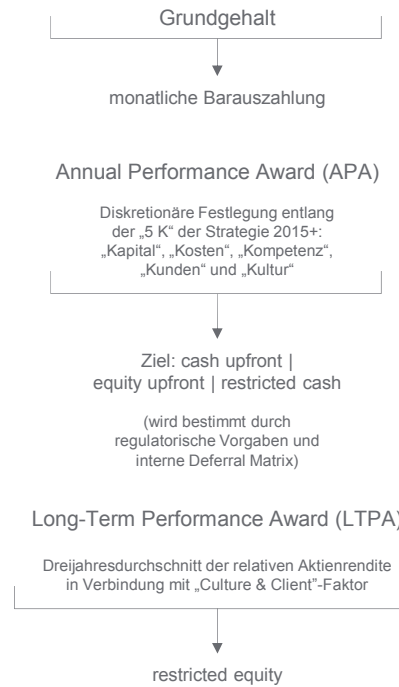 Grundgehalt
monatliche Barauszahlung
Annual Performance Award (APA)
Diskretionäre Festlegung entlang
der „5 K“ der Strategie 2015+:
„Kapital“, „Kosten“, „Kompetenz“,
„Kunden“ und „Kultur“
Ziel: cash upfront |
equity upfront | restricted cash
(wird bestimmt durch
regulatorische Vorgaben und
interne Deferral Matrix)
Long-Term Performance Award (LTPA)
Dreijahresdurchschnitt der relativen Aktienrendite
in Verbindung mit „Culture & Client”-Faktor
restricted equity